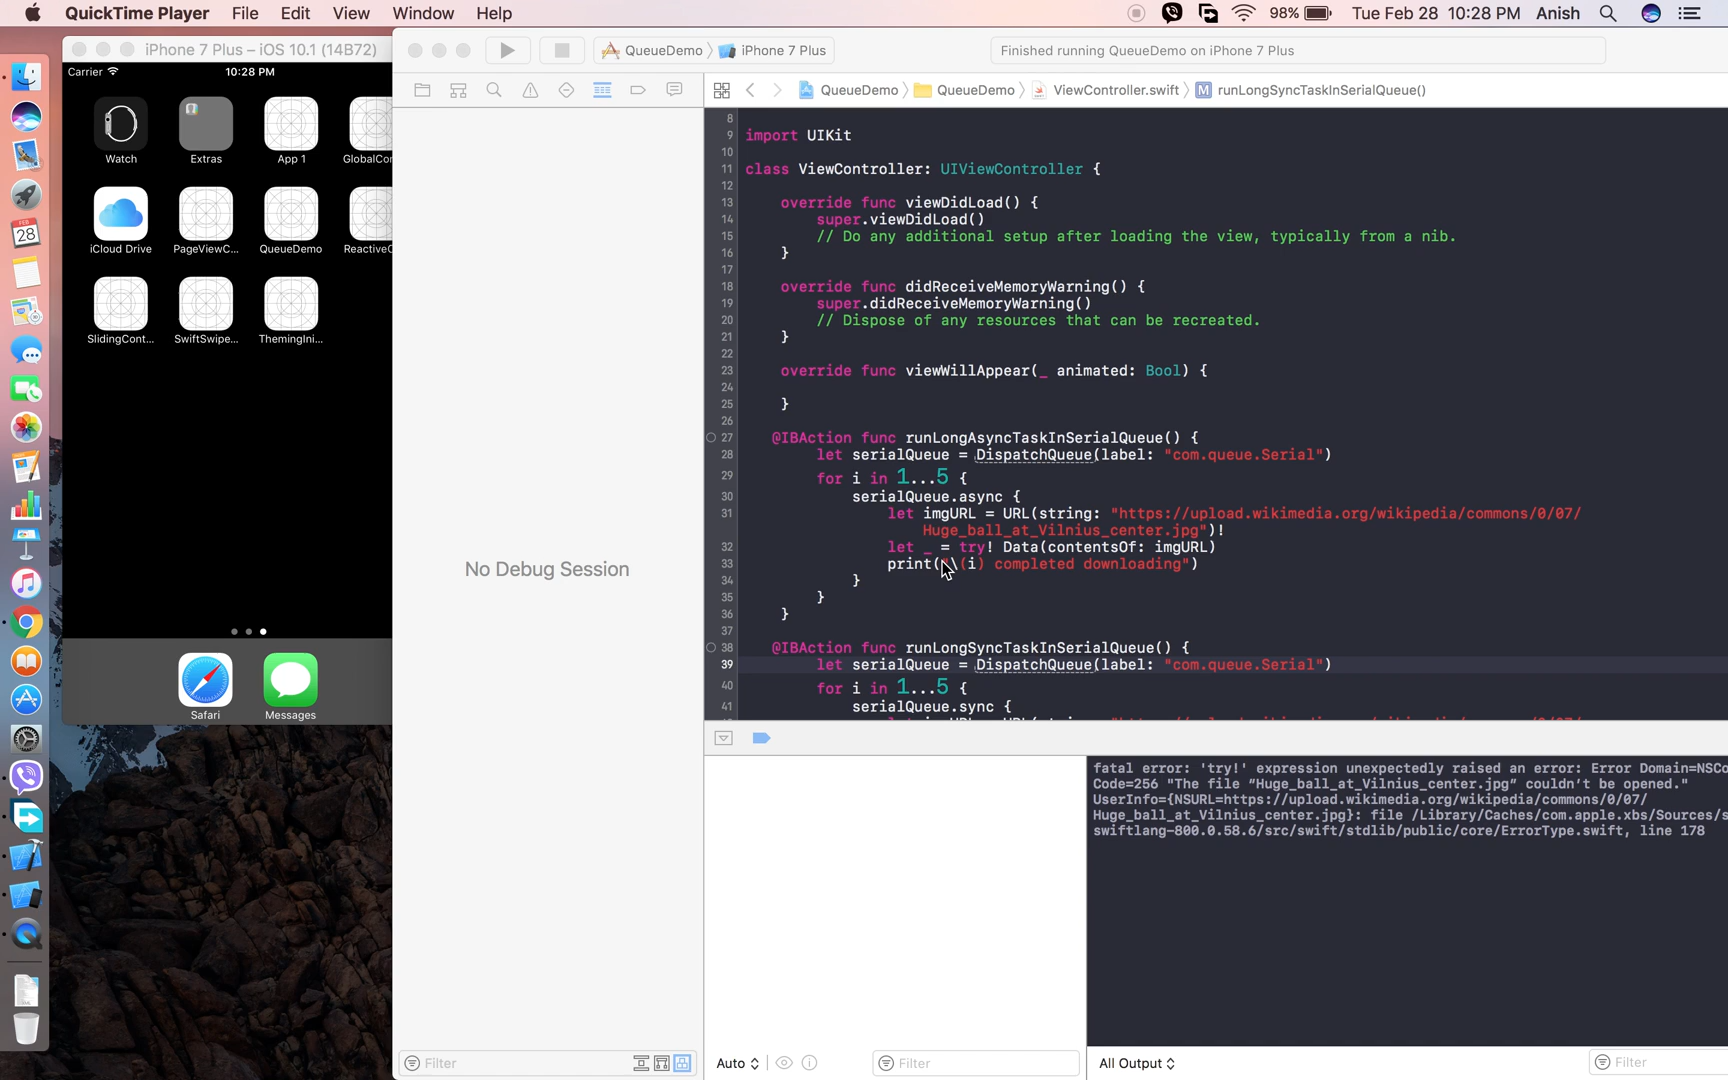 QuickTime Player File Edit View Window Help 98% Tue Feb 28 10:28 PM Anish
iPhone 7 Plus – iOS 10.1 (14B72)
QueueDemo iPhone 7 Plus
Finished running QueueDemo on iPhone 7 Plus
Carrier 10:28 PM
Watch Extras App 1 GlobalCon
iCloud Drive PageViewC... QueueDemo ReactiveC
SlidingCont... SwiftSwipe... ThemingIni...
Safari Messages
FEB
28
No Debug Session
Filter
QueueDemo QueueDemo ViewController.swift M runLongSyncTaskInSerialQueue()
8
9 import UIKit
10
11 class ViewController: UIViewController {
12
13 override func viewDidLoad() {
14 super.viewDidLoad()
15 // Do any additional setup after loading the view, typically from a nib.
16 }
17
18 override func didReceiveMemoryWarning() {
19 super.didReceiveMemoryWarning()
20 // Dispose of any resources that can be recreated.
21 }
22
23 override func viewWillAppear(_ animated: Bool) {
24
25 }
26
27 @IBAction func runLongAsyncTaskInSerialQueue() {
28 let serialQueue = DispatchQueue(label: "com.queue.Serial")
29 for i in 1...5 {
30 serialQueue.async {
31 let imgURL = URL(string: "https://upload.wikimedia.org/wikipedia/commons/0/07/
Huge_ball_at_Vilnius_center.jpg")!
32 let _ = try! Data(contentsOf: imgURL)
33 print("\(i) completed downloading")
34 }
35 }
36 }
37
38 @IBAction func runLongSyncTaskInSerialQueue() {
39 let serialQueue = DispatchQueue(label: "com.queue.Serial")
40 for i in 1...5 {
41 serialQueue.sync {
fatal error: 'try!' expression unexpectedly raised an error: Error Domain=NSCo
Code=256 "The file “Huge_ball_at_Vilnius_center.jpg” couldn’t be opened."
UserInfo={NSURL=https://upload.wikimedia.org/wikipedia/commons/0/07/
Huge_ball_at_Vilnius_center.jpg}: file /Library/Caches/com.apple.xbs/Sources/s
swiftlang-800.0.58.6/src/swift/stdlib/public/core/ErrorType.swift, line 178
Auto Filter
All Output Filter